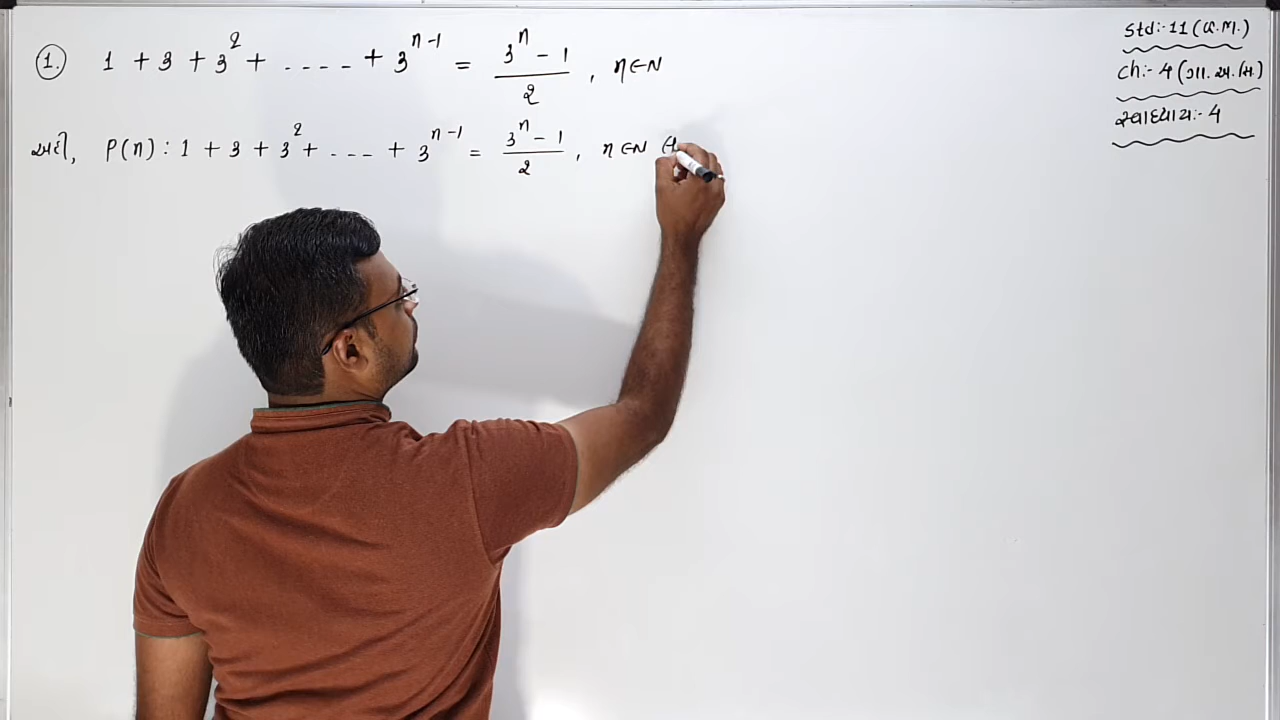 1. 1 + 3 + 3² + .... + 3ⁿ⁻¹ = (3ⁿ - 1)/2 , n∈N
અહીં, P(n) : 1 + 3 + 3² + .... + 3ⁿ⁻¹ = (3ⁿ - 1)/2 , n∈N
Std:- 11 (ગ.મ.)
Ch:- 4 (ગા.અ.સિ.)
સ્વાધ્યાય:- 4